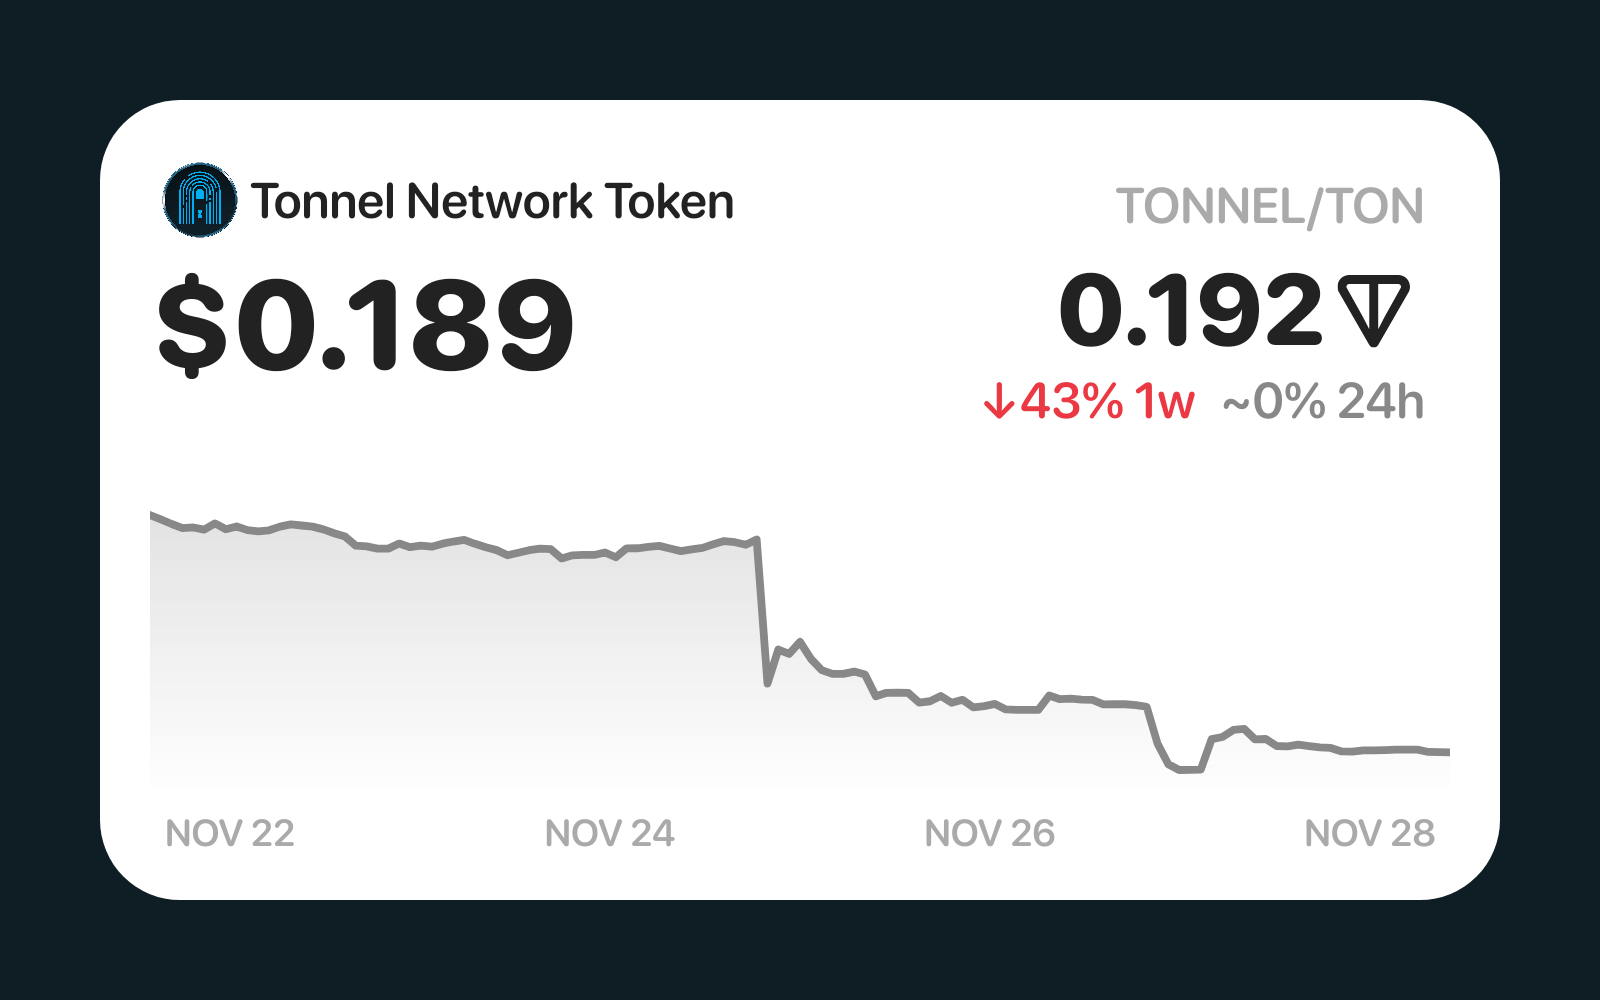 Tonnel Network Token
TONNEL/TON
$0.189
0.192
↓43% 1w ~0% 24h
NOV 22 NOV 24 NOV 26 NOV 28